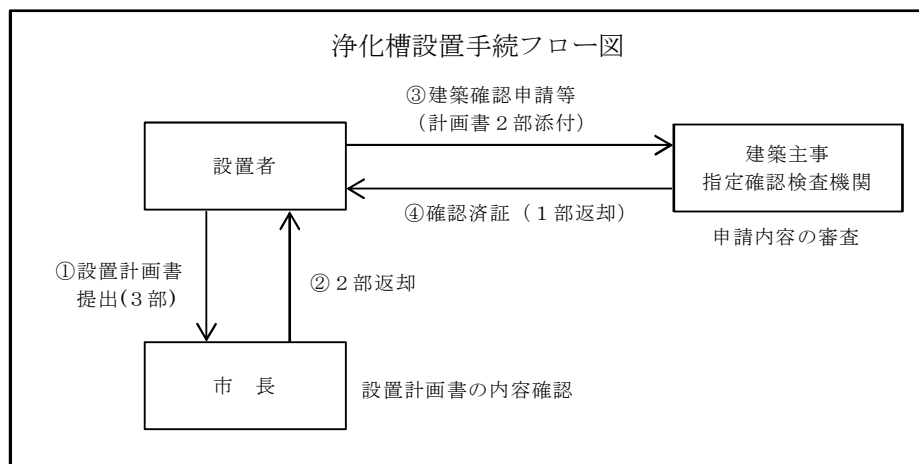 浄化槽設置手続フロー図
③建築確認申請等
（計画書２部添付）
設置者
建築主事
指定確認検査機関
④確認済証（１部返却）
申請内容の審査
①設置計画書
提出(３部)
②２部返却
市　長
設置計画書の内容確認